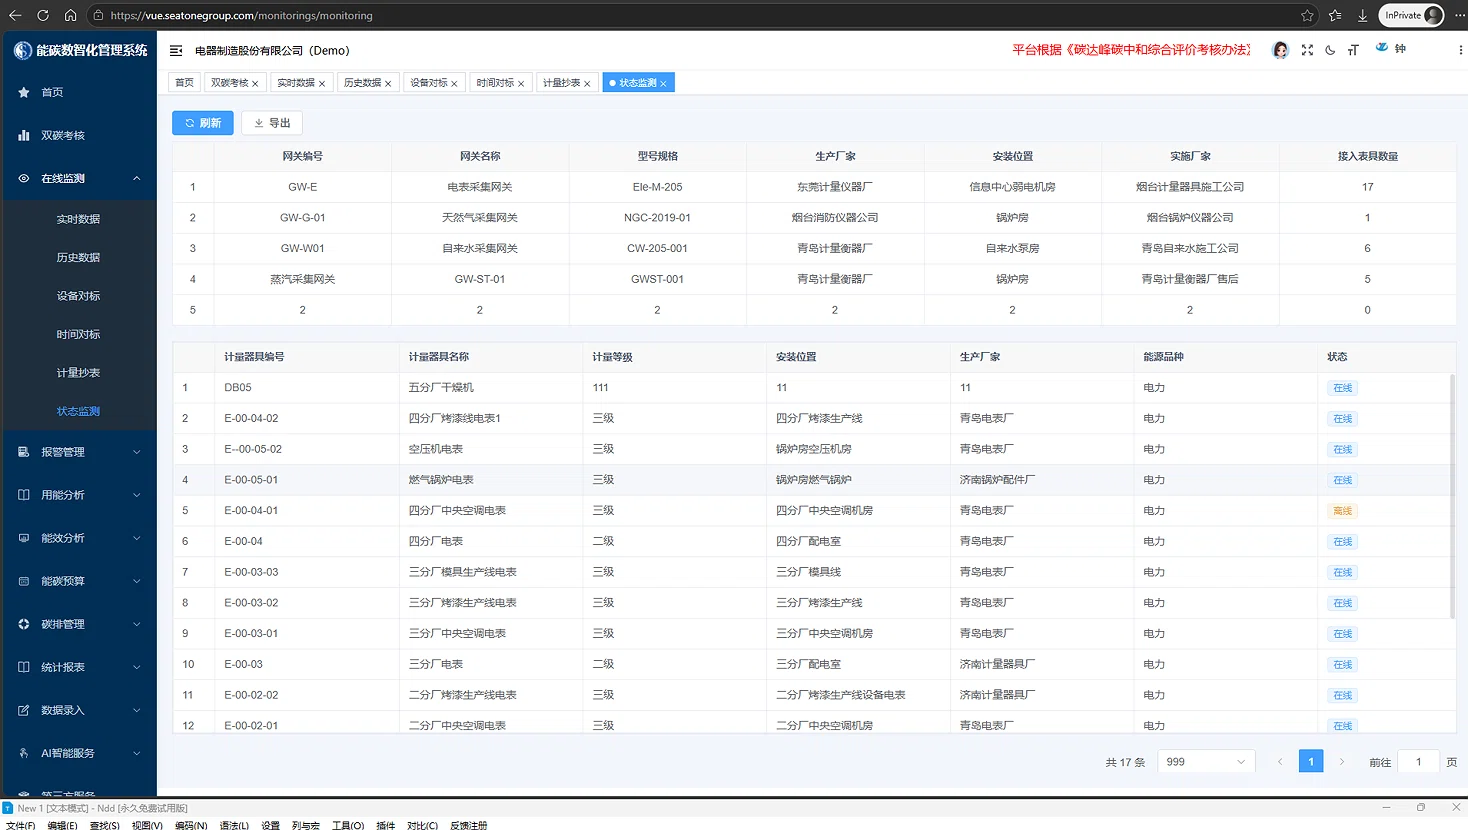 https://vue.seatonegroup.com/monitorings/monitoring
InPrivate
能碳数智化管理系统
电器制造股份有限公司（Demo）
平台根据《碳达峰碳中和综合评价考核办法》
钟
首页
双碳考核
实时数据
历史数据
设备对标
时间对标
计量抄表
状态监测
首页
双碳考核
在线监测
实时数据
历史数据
设备对标
时间对标
计量抄表
状态监测
报警管理
用能分析
能效分析
能碳预算
碳排管理
统计报表
数据录入
AI智能服务
第三方服务
刷新 导出
网关编号 网关名称 型号规格 生产厂家 安装位置 实施厂家 接入表具数量
1 GW-E 电表采集网关 Ele-M-205 东莞计量仪器厂 信息中心弱电机房 烟台计量器具施工公司 17
2 GW-G-01 天然气采集网关 NGC-2019-01 烟台消防仪器公司 锅炉房 烟台锅炉仪器公司 1
3 GW-W01 自来水采集网关 CW-205-001 青岛计量衡器厂 自来水泵房 青岛自来水施工公司 6
4 蒸汽采集网关 GW-ST-01 GWST-001 青岛计量衡器厂 锅炉房 青岛计量衡器厂售后 5
5 2 2 2 2 2 2 0
计量器具编号 计量器具名称 计量等级 安装位置 生产厂家 能源品种 状态
1 DB05 五分厂干燥机 111 11 11 电力 在线
2 E-00-04-02 四分厂烤漆线电表1 三级 四分厂烤漆生产线 青岛电表厂 电力 在线
3 E--00-05-02 空压机电表 三级 锅炉房空压机房 青岛电表厂 电力 在线
4 E-00-05-01 燃气锅炉电表 三级 锅炉房燃气锅炉 济南锅炉配件厂 电力 在线
5 E-00-04-01 四分厂中央空调电表 三级 四分厂中央空调机房 青岛电表厂 电力 离线
6 E-00-04 四分厂电表 二级 四分厂配电室 青岛电表厂 电力 在线
7 E-00-03-03 三分厂模具生产线电表 三级 三分厂模具线 青岛电表厂 电力 在线
8 E-00-03-02 三分厂烤漆生产线电表 三级 三分厂烤漆生产线 青岛电表厂 电力 在线
9 E-00-03-01 三分厂中央空调电表 三级 三分厂中央空调机房 青岛电表厂 电力 在线
10 E-00-03 三分厂电表 二级 三分厂配电室 济南计量器具厂 电力 在线
11 E-00-02-02 二分厂烤漆生产线电表 三级 二分厂烤漆生产线设备电表 济南计量器具厂 电力 在线
12 E-00-02-01 二分厂中央空调电表 三级 二分厂中央空调机房 青岛电表厂 电力 在线
共 17 条 999 1 前往 1 页
New 1 [文本模式] - Ndd [永久免费试用版]
文件(F) 编辑(E) 查找(S) 视图(V) 编码(N) 语法(L) 设置 列与宏 工具(O) 插件 对比(C) 反馈注册